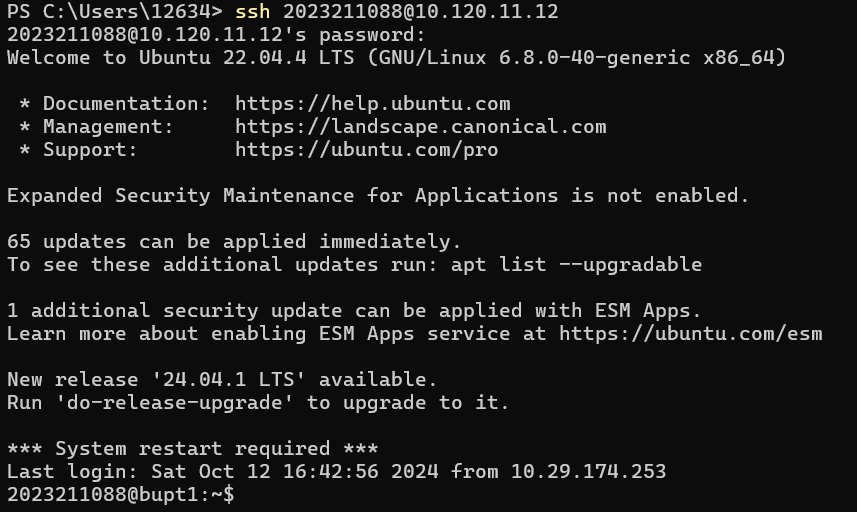 PS C:\Users\12634> ssh 2023211088@10.120.11.12
2023211088@10.120.11.12's password:
Welcome to Ubuntu 22.04.4 LTS (GNU/Linux 6.8.0-40-generic x86_64)

 * Documentation:  https://help.ubuntu.com
 * Management:     https://landscape.canonical.com
 * Support:        https://ubuntu.com/pro

Expanded Security Maintenance for Applications is not enabled.

65 updates can be applied immediately.
To see these additional updates run: apt list --upgradable

1 additional security update can be applied with ESM Apps.
Learn more about enabling ESM Apps service at https://ubuntu.com/esm

New release '24.04.1 LTS' available.
Run 'do-release-upgrade' to upgrade to it.

*** System restart required ***
Last login: Sat Oct 12 16:42:56 2024 from 10.29.174.253
2023211088@bupt1:~$